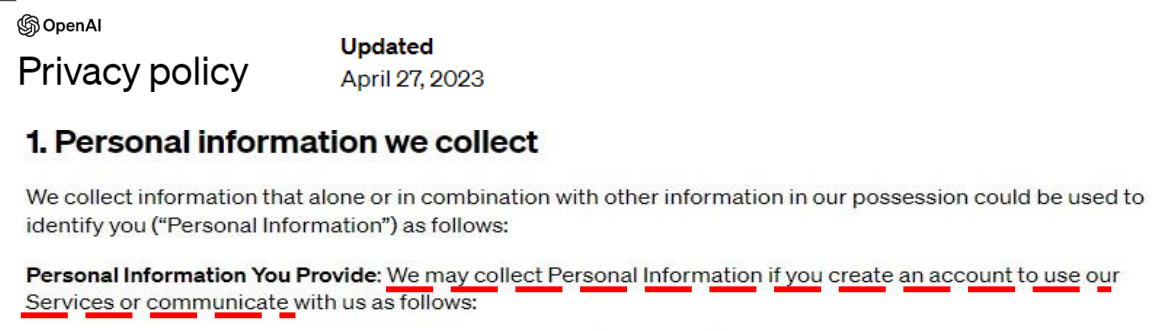 OpenAI
Updated
Privacy policy
April 27, 2023
1. Personal information we collect
We collect information that alone or in combination with other information in our possession could be used to
identify you (“Personal Information”) as follows:
Personal Information You Provide: We may collect Personal Information if you create an account to use our
Services or communicate with us as follows: